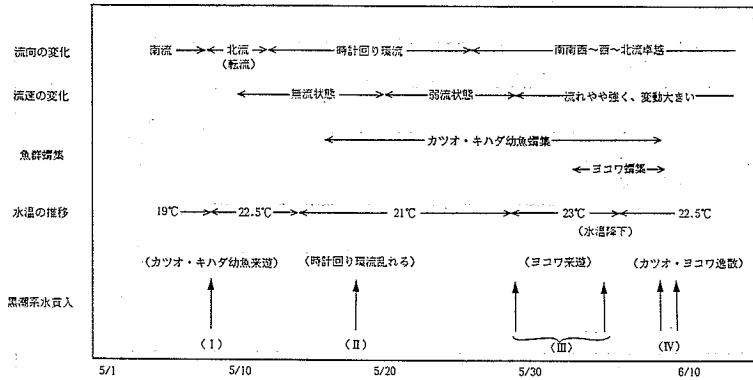 流向の変化 南流 北流 時計回り環流 南南西～西～北流卓越
(転流)
流速の変化 無流状態 弱流状態 流れやや強く、変動大きい
魚群蝟集 カツオ・キハダ幼魚蝟集
ヨコワ蝟集
水温の推移 19℃ 22.5℃ 21℃ 23℃ 22.5℃
(水温降下)
(カツオ・キハダ幼魚来遊) (時計回り環流乱れる) (ヨコワ来遊) (カツオ・ヨコワ逸散)
黒潮系水貢入
(Ⅰ) (Ⅱ) (Ⅲ) (Ⅳ)
5/1 5/10 5/20 5/30 6/10